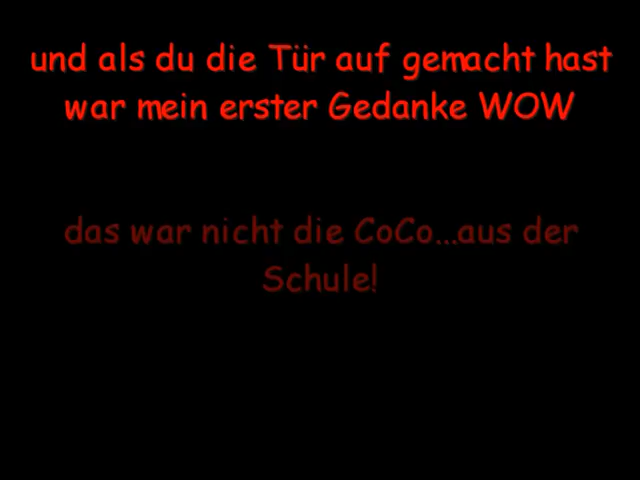 und als du die Tür auf gemacht hast
war mein erster Gedanke WOW
das war nicht die CoCo...aus der
Schule!